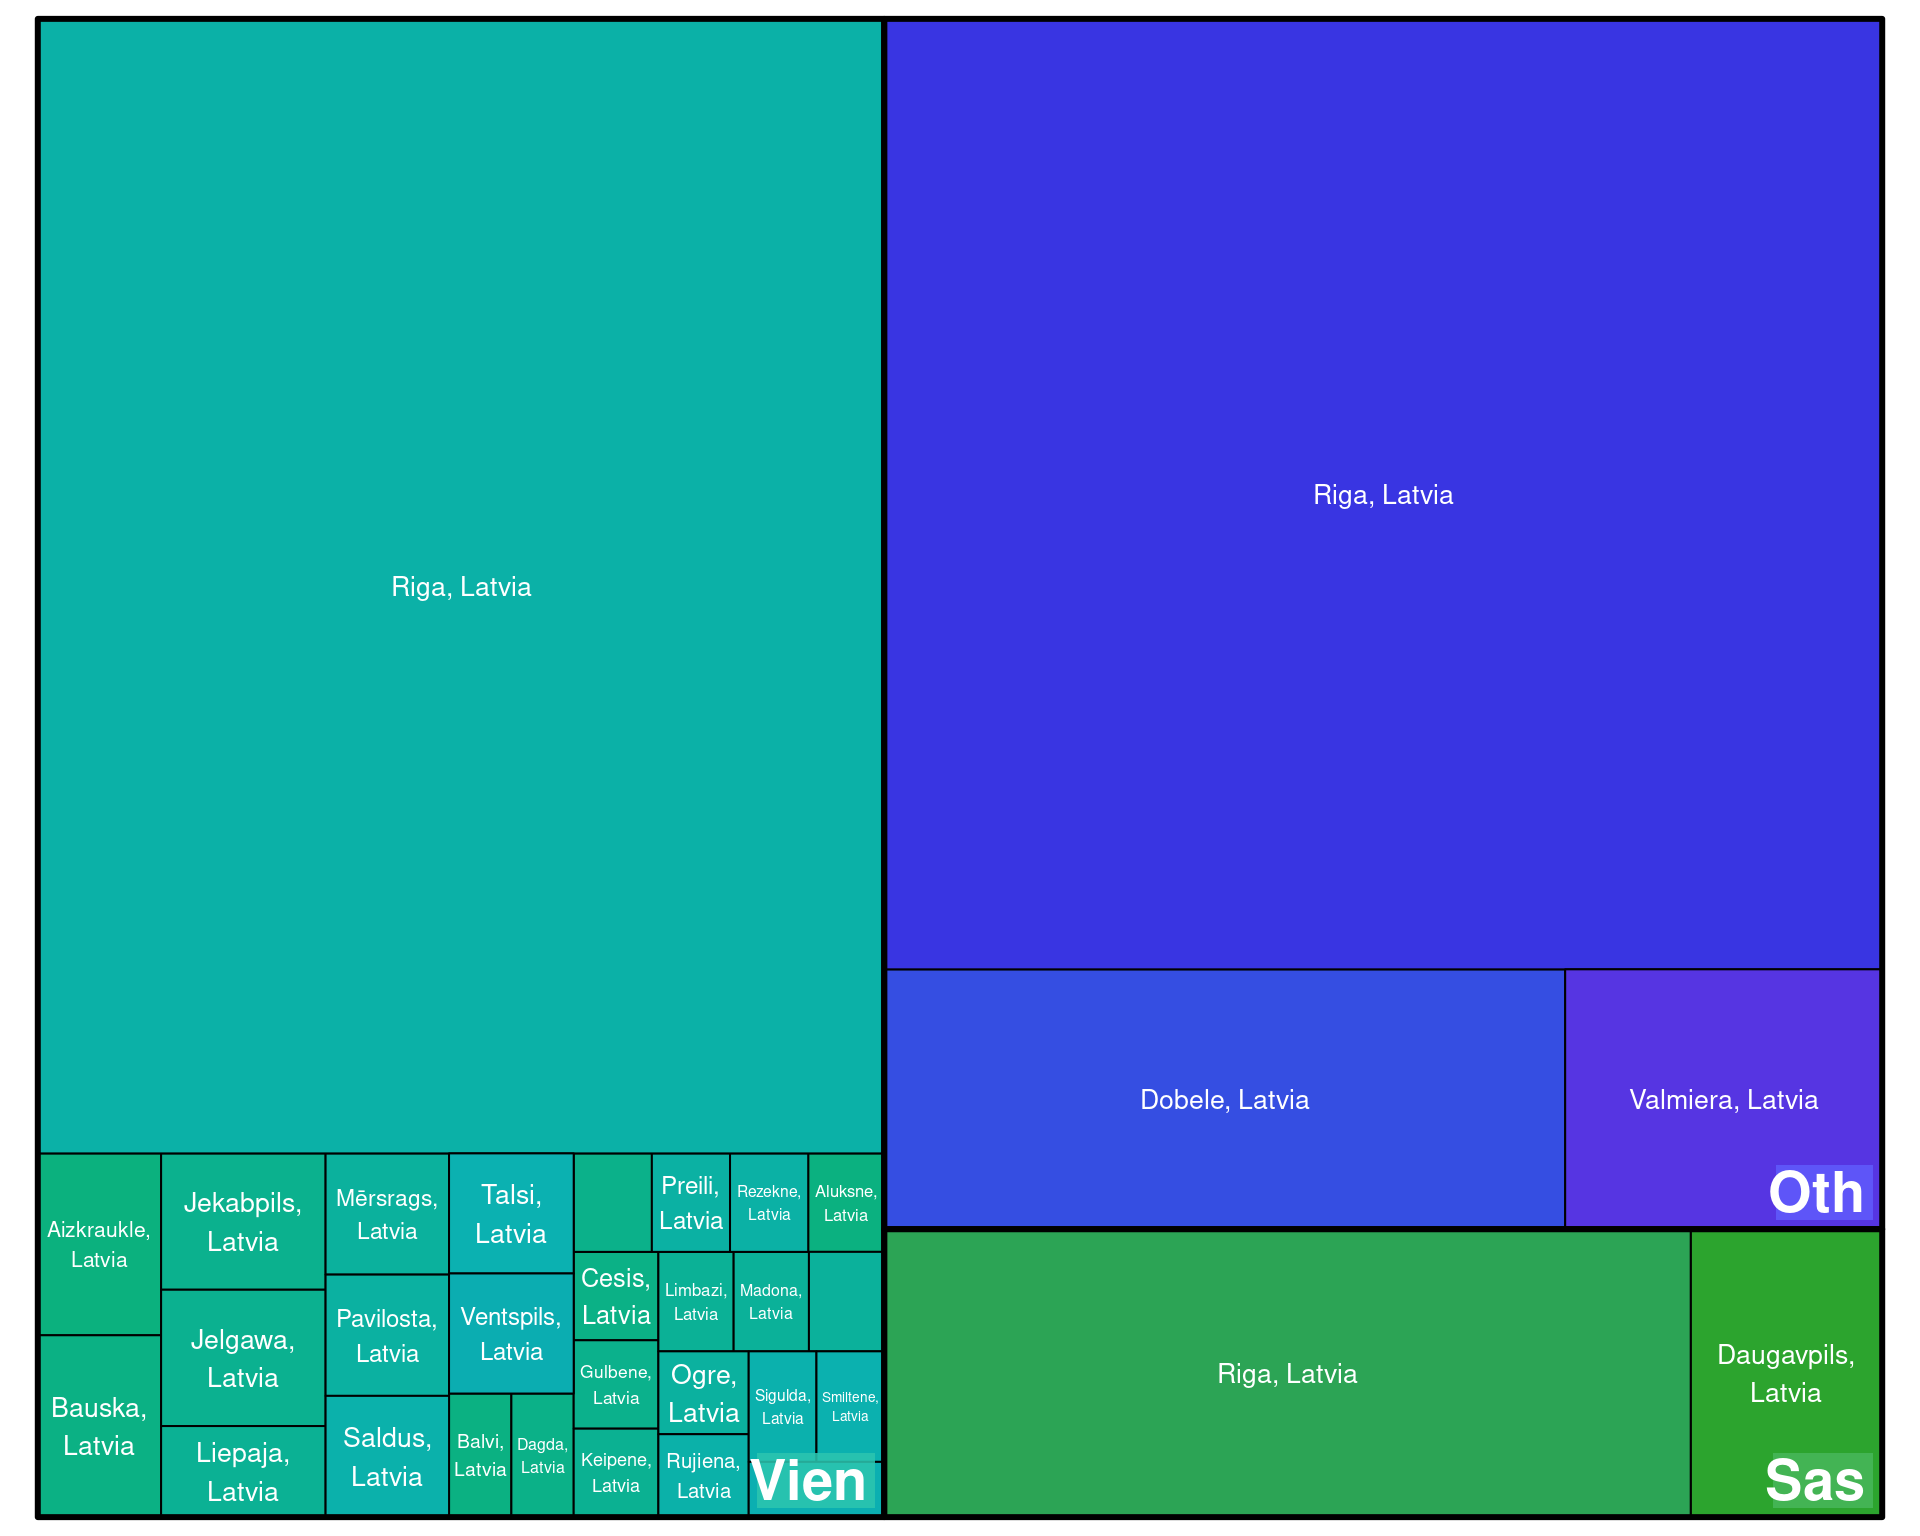 Riga, Latvia
Aizkraukle,
Latvia
Bauska,
Latvia
Jekabpils,
Latvia
Jelgawa,
Latvia
Liepaja,
Latvia
Mērsrags,
Latvia
Pavilosta,
Latvia
Saldus,
Latvia
Talsi,
Latvia
Ventspils,
Latvia
Balvi,
Latvia
Dagda,
Latvia
Preili,
Latvia
Rezekne,
Latvia
Aluksne,
Latvia
Cesis,
Latvia
Gulbene,
Latvia
Keipene,
Latvia
Limbazi,
Latvia
Madona,
Latvia
Ogre,
Latvia
Rujiena,
Latvia
Sigulda,
Latvia
Smiltene,
Latvia
Vien
Riga, Latvia
Dobele, Latvia
Valmiera, Latvia
Oth
Riga, Latvia
Daugavpils,
Latvia
Sas